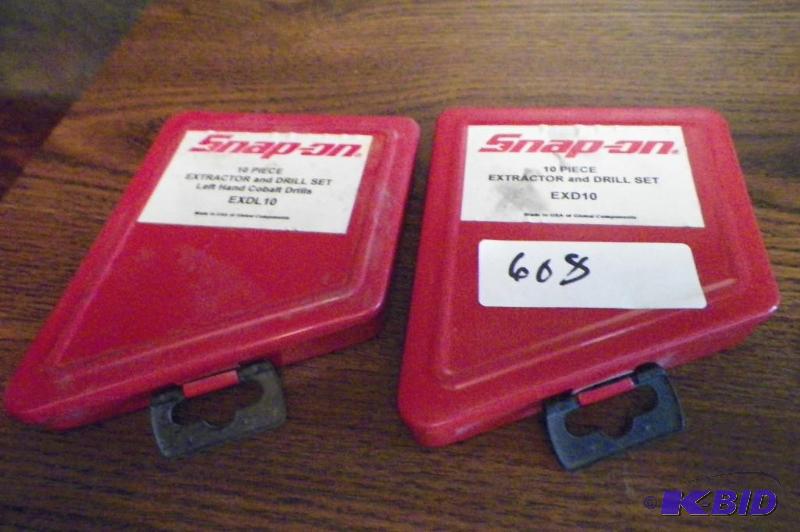 Snap-on®
10 PIECE
EXTRACTOR and DRILL SET
Left Hand Cobalt Drills
EXDL10
Made in USA of Global Components
Snap-on®
10 PIECE
EXTRACTOR and DRILL SET
EXD10
Made in USA of Global Components
608
© K-BID